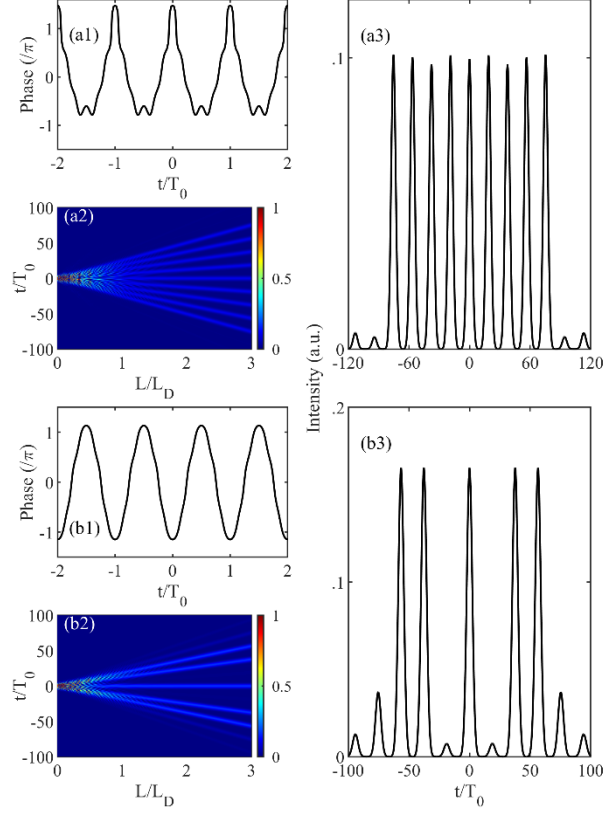 (a1)
Phase (/π)
1
0
-1
-2 -1 0 1 2
t/T0
(a2)
t/T0
100
50
0
-50
-100
1
0.5
0
0 1 2 3
L/LD
(a3)
.1
0
-120 -60 0 60 120
Intensity (a.u.)
(b1)
Phase (/π)
1
0
-1
-2 -1 0 1 2
t/T0
(b2)
t/T0
100
50
0
-50
-100
1
0.5
0
0 1 2 3
L/LD
(b3)
.2
.1
0
-100 -50 0 50 100
t/T0